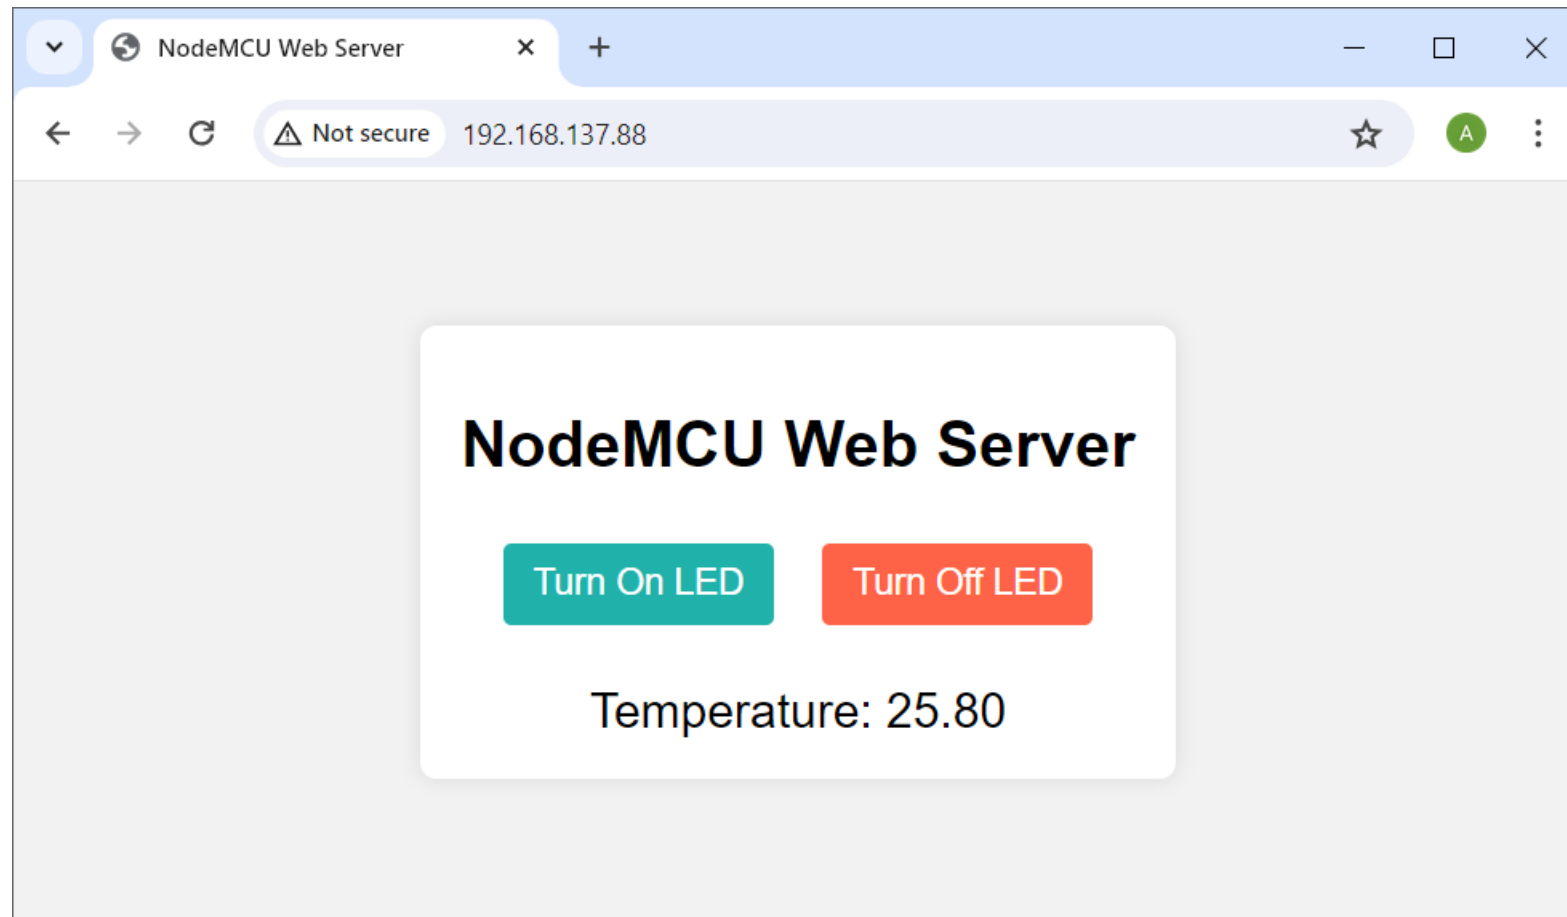 NodeMCU Web Server
Not secure 192.168.137.88
A
NodeMCU Web Server
Turn On LED Turn Off LED
Temperature: 25.80